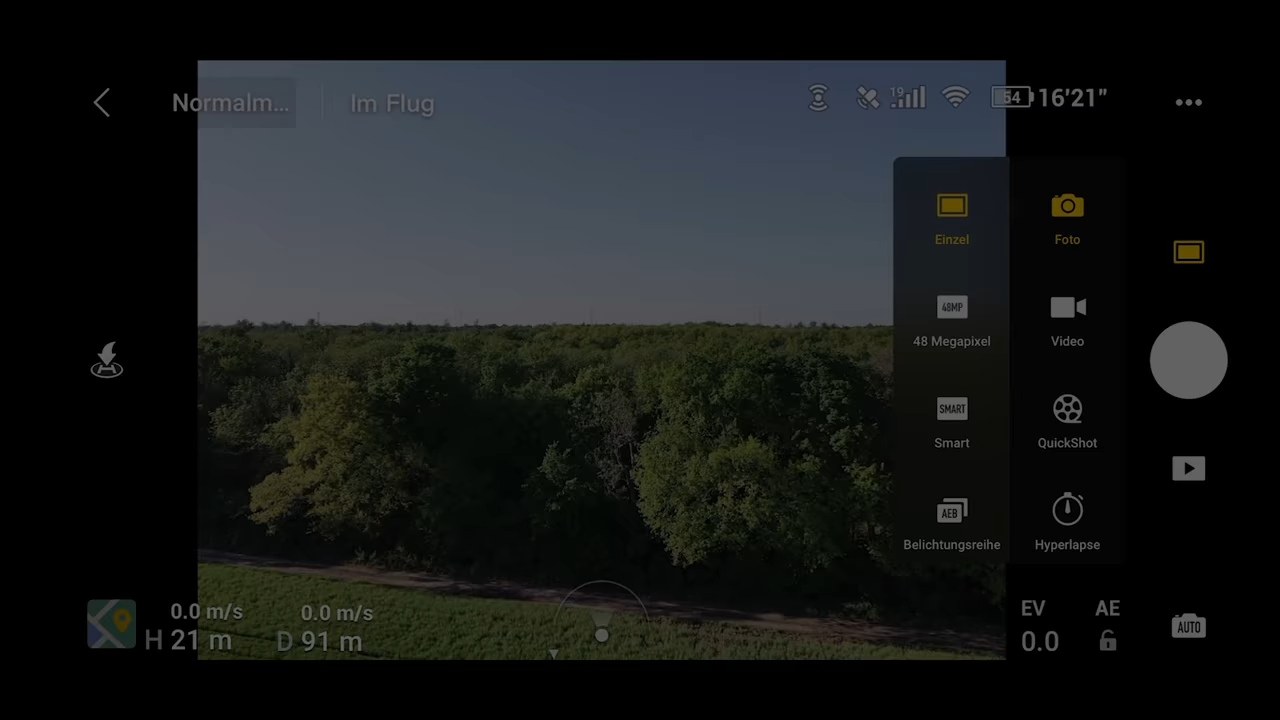 Normalm...
Im Flug
19
54
16'21"
Einzel
Foto
48MP
48 Megapixel
Video
SMART
Smart
QuickShot
AEB
Belichtungsreihe
Hyperlapse
0.0 m/s
0.0 m/s
H 21 m
D 91 m
EV
AE
0.0
AUTO